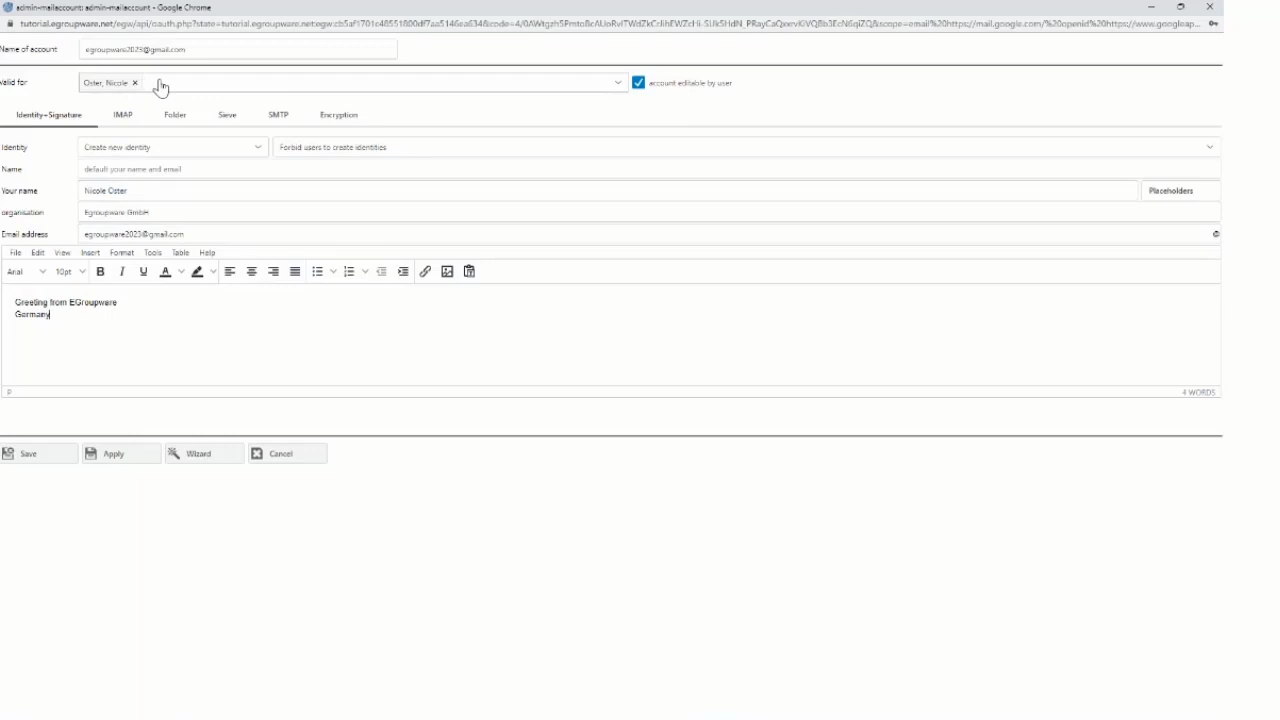 admin-mailaccount: admin-mailaccount - Google Chrome
Name of account egroupware2023@gmail.com
Valid for Oster, Nicole × account editable by user
Identity+Signature IMAP Folder Sieve SMTP Encryption
Identity Create new identity Forbid users to create identities
Name default your name and email
Your name Nicole Oster Placeholders
organisation Egroupware GmbH
Email address egroupware2023@gmail.com @
File Edit View Insert Format Tools Table Help
Arial 10pt B I U A
Greeting from EGroupware
Germany
P 4 WORDS
Save Apply Wizard Cancel